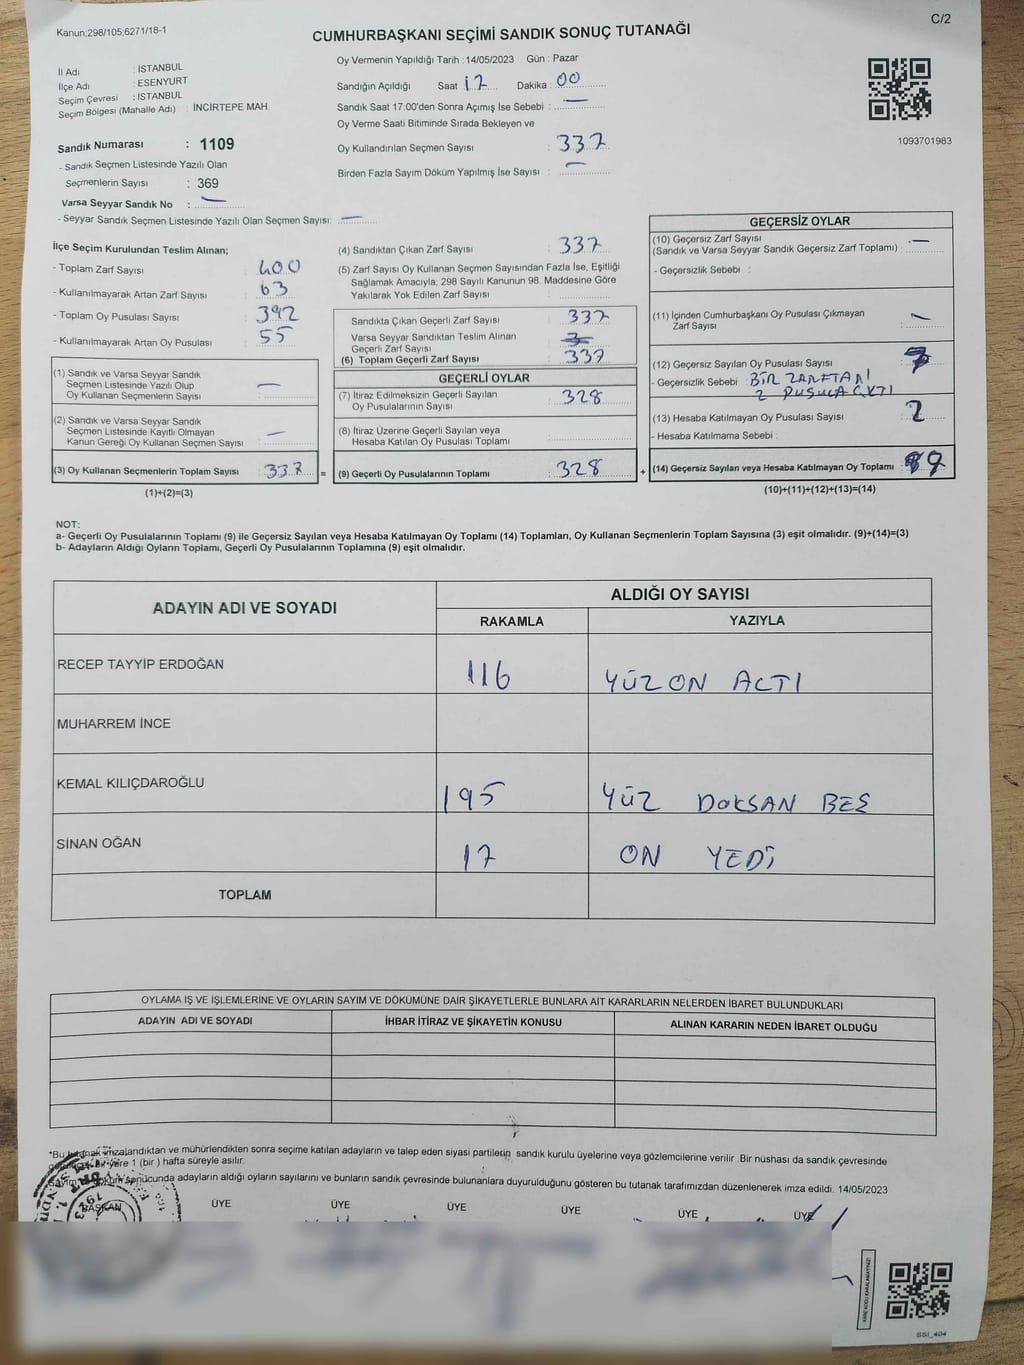 Kanun;298/105;6271/18-1
C/2
CUMHURBAŞKANI SEÇİMİ SANDIK SONUÇ TUTANAĞI
İl Adı : İSTANBUL
İlçe Adı : ESENYURT
Seçim Çevresi : İSTANBUL
Seçim Bölgesi (Mahalle Adı) : İNCİRTEPE MAH.
Sandık Numarası : 1109
- Sandık Seçmen Listesinde Yazılı Olan
Seçmenlerin Sayısı : 369
Varsa Seyyar Sandık No : —
- Seyyar Sandık Seçmen Listesinde Yazılı Olan Seçmen Sayısı: —
Oy Vermenin Yapıldığı Tarih : 14/05/2023 Gün : Pazar
Sandığın Açıldığı Saat 17 Dakika : 00
Sandık Saat 17:00'den Sonra Açımış İse Sebebi : —
Oy Verme Saati Bitiminde Sırada Bekleyen ve
Oy Kullandırılan Seçmen Sayısı : 337
Birden Fazla Sayım Döküm Yapılmış İse Sayısı : —
1093701983
İlçe Seçim Kurulundan Teslim Alınan;
- Toplam Zarf Sayısı : 400
- Kullanılmayarak Artan Zarf Sayısı : 63
- Toplam Oy Pusulası Sayısı : 392
- Kullanılmayarak Artan Oy Pusulası : 55
(1) Sandık ve Varsa Seyyar Sandık
Seçmen Listesinde Yazılı Olup
Oy Kullanan Seçmenlerin Sayısı : —
(2) Sandık ve Varsa Seyyar Sandık
Seçmen Listesinde Kayıtlı Olmayan
Kanun Gereği Oy Kullanan Seçmen Sayısı : —
(3) Oy Kullanan Seçmenlerin Toplam Sayısı : 337 =
(1)+(2)=(3)
(4) Sandıktan Çıkan Zarf Sayısı : 337
(5) Zarf Sayısı Oy Kullanan Seçmen Sayısından Fazla İse, Eşitliği
Sağlamak Amacıyla; 298 Sayılı Kanunun 98. Maddesine Göre
Yakılarak Yok Edilen Zarf Sayısı :
Sandıkta Çıkan Geçerli Zarf Sayısı : 337
Varsa Seyyar Sandıktan Teslim Alınan
Geçerli Zarf Sayısı
(6) Toplam Geçerli Zarf Sayısı : 337
GEÇERLİ OYLAR
(7) İtiraz Edilmeksizin Geçerli Sayılan
Oy Pusulalarının Sayısı : 328
(8) İtiraz Üzerine Geçerli Sayılan veya
Hesaba Katılan Oy Pusulası Toplamı :
(9) Geçerli Oy Pusulalarının Toplamı : 328 +
GEÇERSİZ OYLAR
(10) Geçersiz Zarf Sayısı : —
(Sandık ve Varsa Seyyar Sandık Geçersiz Zarf Toplamı)
- Geçersizlik Sebebi :
(11) İçinden Cumhurbaşkanı Oy Pusulası Çıkmayan
Zarf Sayısı : —
(12) Geçersiz Sayılan Oy Pusulası Sayısı : 7
- Geçersizlik Sebebi : BİR ZARFTAN
2 PUSULA ÇIKTI
(13) Hesaba Katılmayan Oy Pusulası Sayısı : 2
- Hesaba Katılmama Sebebi :
(14) Geçersiz Sayılan veya Hesaba Katılmayan Oy Toplamı : 9
(10)+(11)+(12)+(13)=(14)
NOT:
a- Geçerli Oy Pusulalarının Toplamı (9) ile Geçersiz Sayılan veya Hesaba Katılmayan Oy Toplamı (14) Toplamları, Oy Kullanan Seçmenlerin Toplam Sayısına (3) eşit olmalıdır. (9)+(14)=(3)
b- Adayların Aldığı Oyların Toplamı, Geçerli Oy Pusulalarının Toplamına (9) eşit olmalıdır.
ADAYIN ADI VE SOYADI ALDIĞI OY SAYISI
RAKAMLA YAZIYLA
RECEP TAYYİP ERDOĞAN 116 YÜZ ON ALTI
MUHARREM İNCE
KEMAL KILIÇDAROĞLU 195 YÜZ DOKSAN BEŞ
SİNAN OĞAN 17 ON YEDİ
TOPLAM
OYLAMA İŞ VE İŞLEMLERİNE VE OYLARIN SAYIM VE DÖKÜMÜNE DAİR ŞİKAYETLERLE BUNLARA AİT KARARLARIN NELERDEN İBARET BULUNDUKLARI
ADAYIN ADI VE SOYADI İHBAR İTİRAZ VE ŞİKAYETİN KONUSU ALINAN KARARIN NEDEN İBARET OLDUĞU
*Bu tutanak imzalandıktan ve mühürlendikten sonra seçime katılan adayların ve talep eden siyasi partilerin sandık kurulu üyelerine veya gözlemcilerine verilir .Bir nüshası da sandık çevresinde
bir yere 1 (bir ) hafta süreyle asılır.
döküm sonucunda adayların aldığı oyların sayılarını ve bunların sandık çevresinde bulunanlara duyurulduğunu gösteren bu tutanak tarafımızdan düzenlenerek imza edildi. 14/05/2023
BAŞKAN ÜYE ÜYE ÜYE ÜYE ÜYE ÜYE
KARE KODU KARALAMAYINIZ!
SSI_404